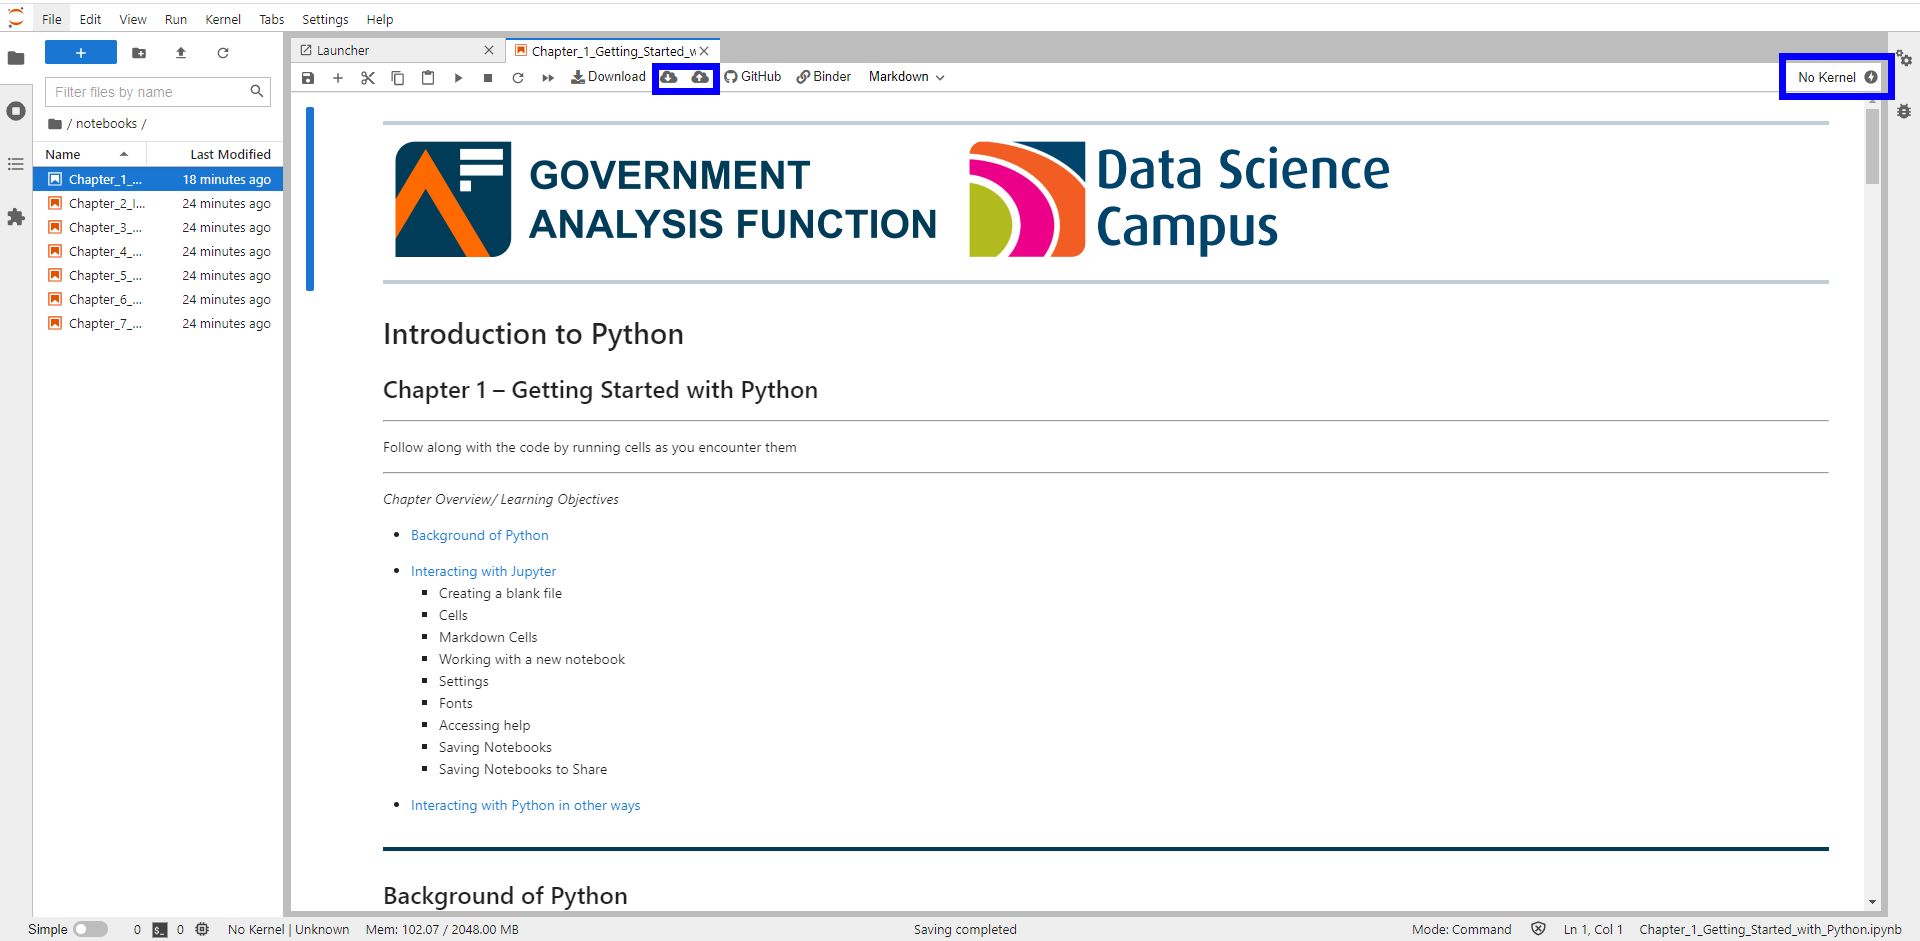 File Edit View Run Kernel Tabs Settings Help
+
Filter files by name
/ notebooks /
Name Last Modified
Chapter_1_... 18 minutes ago
Chapter_2_I... 24 minutes ago
Chapter_3_... 24 minutes ago
Chapter_4_... 24 minutes ago
Chapter_5_... 24 minutes ago
Chapter_6_... 24 minutes ago
Chapter_7_... 24 minutes ago
Launcher
Chapter_1_Getting_Started_w
Download GitHub Binder Markdown No Kernel
GOVERNMENT
ANALYSIS FUNCTION
Data Science
Campus
Introduction to Python
Chapter 1 – Getting Started with Python
Follow along with the code by running cells as you encounter them
Chapter Overview/ Learning Objectives
• Background of Python
• Interacting with Jupyter
▪ Creating a blank file
▪ Cells
▪ Markdown Cells
▪ Working with a new notebook
▪ Settings
▪ Fonts
▪ Accessing help
▪ Saving Notebooks
▪ Saving Notebooks to Share
• Interacting with Python in other ways
Background of Python
Simple 0 $_ 0 No Kernel | Unknown Mem: 102.07 / 2048.00 MB Saving completed Mode: Command Ln 1, Col 1 Chapter_1_Getting_Started_with_Python.ipynb